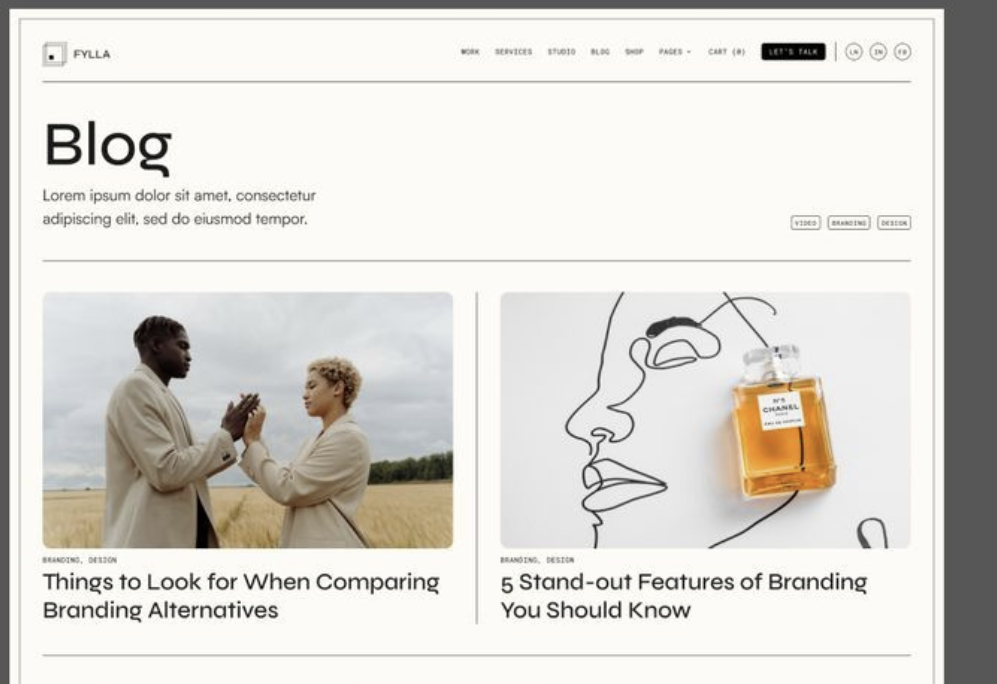 FYLLA
WORK SERVICES STUDIO BLOG SHOP PAGES CART (0) LET'S TALK LN IN FB
Blog
Lorem ipsum dolor sit amet, consectetur
adipiscing elit, sed do eiusmod tempor.
VIDEO BRANDING DESIGN
N°5
CHANEL
PARIS
EAU DE PARFUM
BRANDING, DESIGN
Things to Look for When Comparing
Branding Alternatives
BRANDING, DESIGN
5 Stand-out Features of Branding
You Should Know